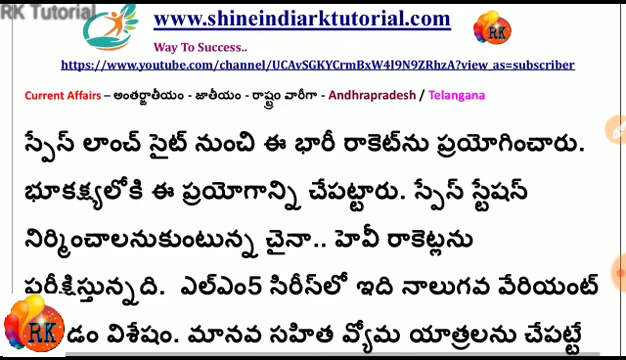 RK Tutorial
www.shineindiarktutorial.com
Way To Success..
RK
https://www.youtube.com/channel/UCAvSGKYCrmBxW4I9N9ZRhzA?view_as=subscriber
Current Affairs – అంతర్జాతీయం - జాతీయం - రాష్ట్రం వారీగా - Andhrapradesh / Telangana
స్పేస్ లాంచ్ సైట్ నుంచి ఈ భారీ రాకెట్‌ను ప్రయోగించారు.
భూకక్ష్యలోకి ఈ ప్రయోగాన్ని చేపట్టారు. స్పేస్ స్టేషన్
నిర్మించాలనుకుంటున్న చైనా.. హెవీ రాకెట్లను
పరీక్షిస్తున్నది. ఎల్ఎం5 సిరీస్‌లో ఇది నాలుగవ వేరియంట్
RK
డం విశేషం. మానవ సహిత వ్యోమ యాత్రలను చేపట్టే